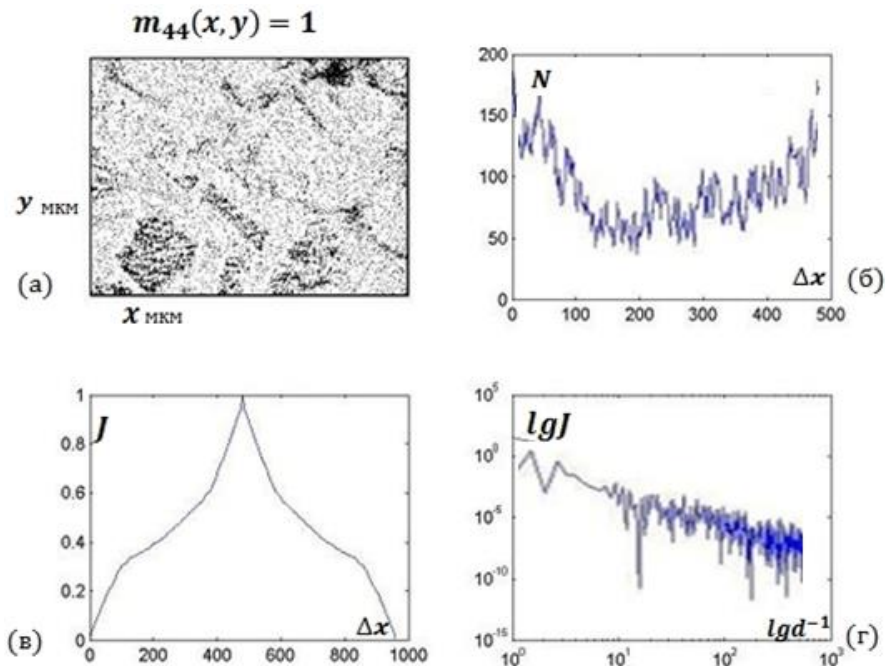 m₄₄(x, y) = 1
y мкм
(а)
x мкм
200
150
100
50
0
N
Δx
0 100 200 300 400 500
(б)
1
0.8
0.6
0.4
0.2
0
J
Δx
0 200 400 600 800 1000
(в)
10⁵
10⁰
10⁻⁵
10⁻¹⁰
10⁻¹⁵
lgJ
lgd⁻¹
10⁰ 10¹ 10² 10³
(г)